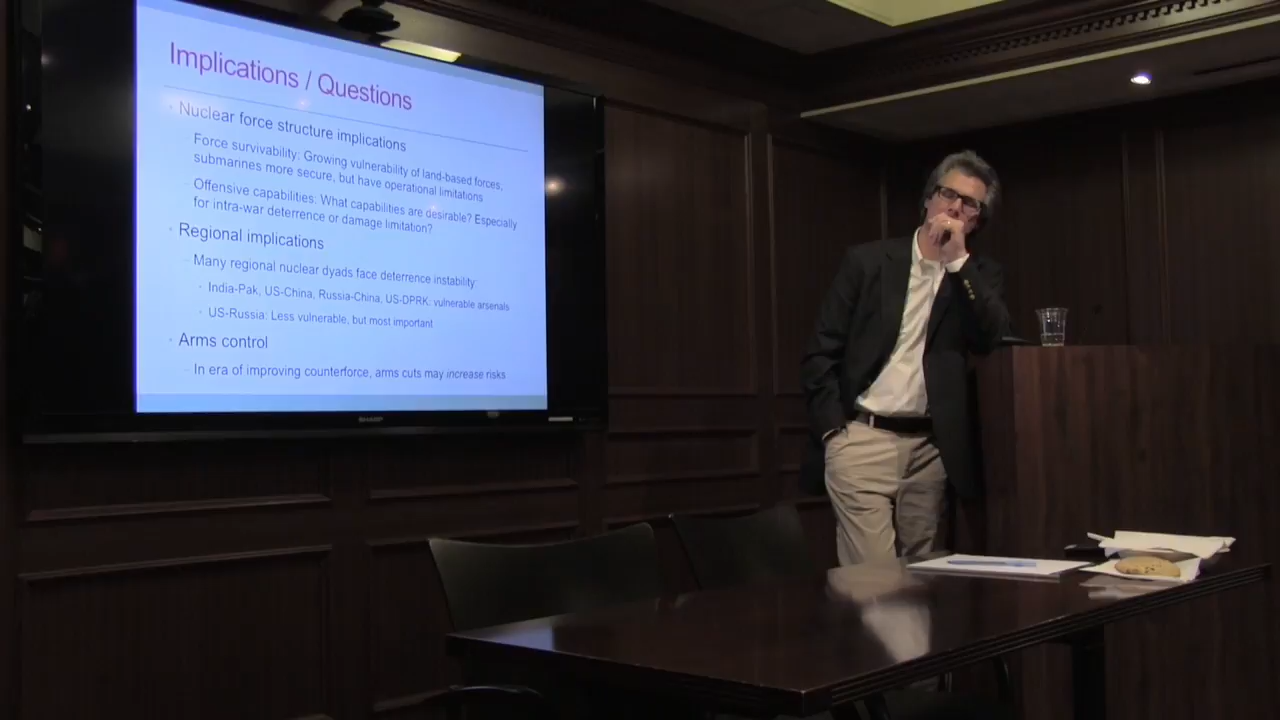 Implications / Questions
Nuclear force structure implications
Force survivability: Growing vulnerability of land-based forces;
submarines more secure, but have operational limitations
Offensive capabilities: What capabilities are desirable? Especially
for intra-war deterrence or damage limitation?
Regional implications
Many regional nuclear dyads face deterrence instability:
India-Pak, US-China, Russia-China, US-DPRK: vulnerable arsenals
US-Russia: Less vulnerable, but most important
Arms control
In era of improving counterforce, arms cuts may increase risks
SHARP